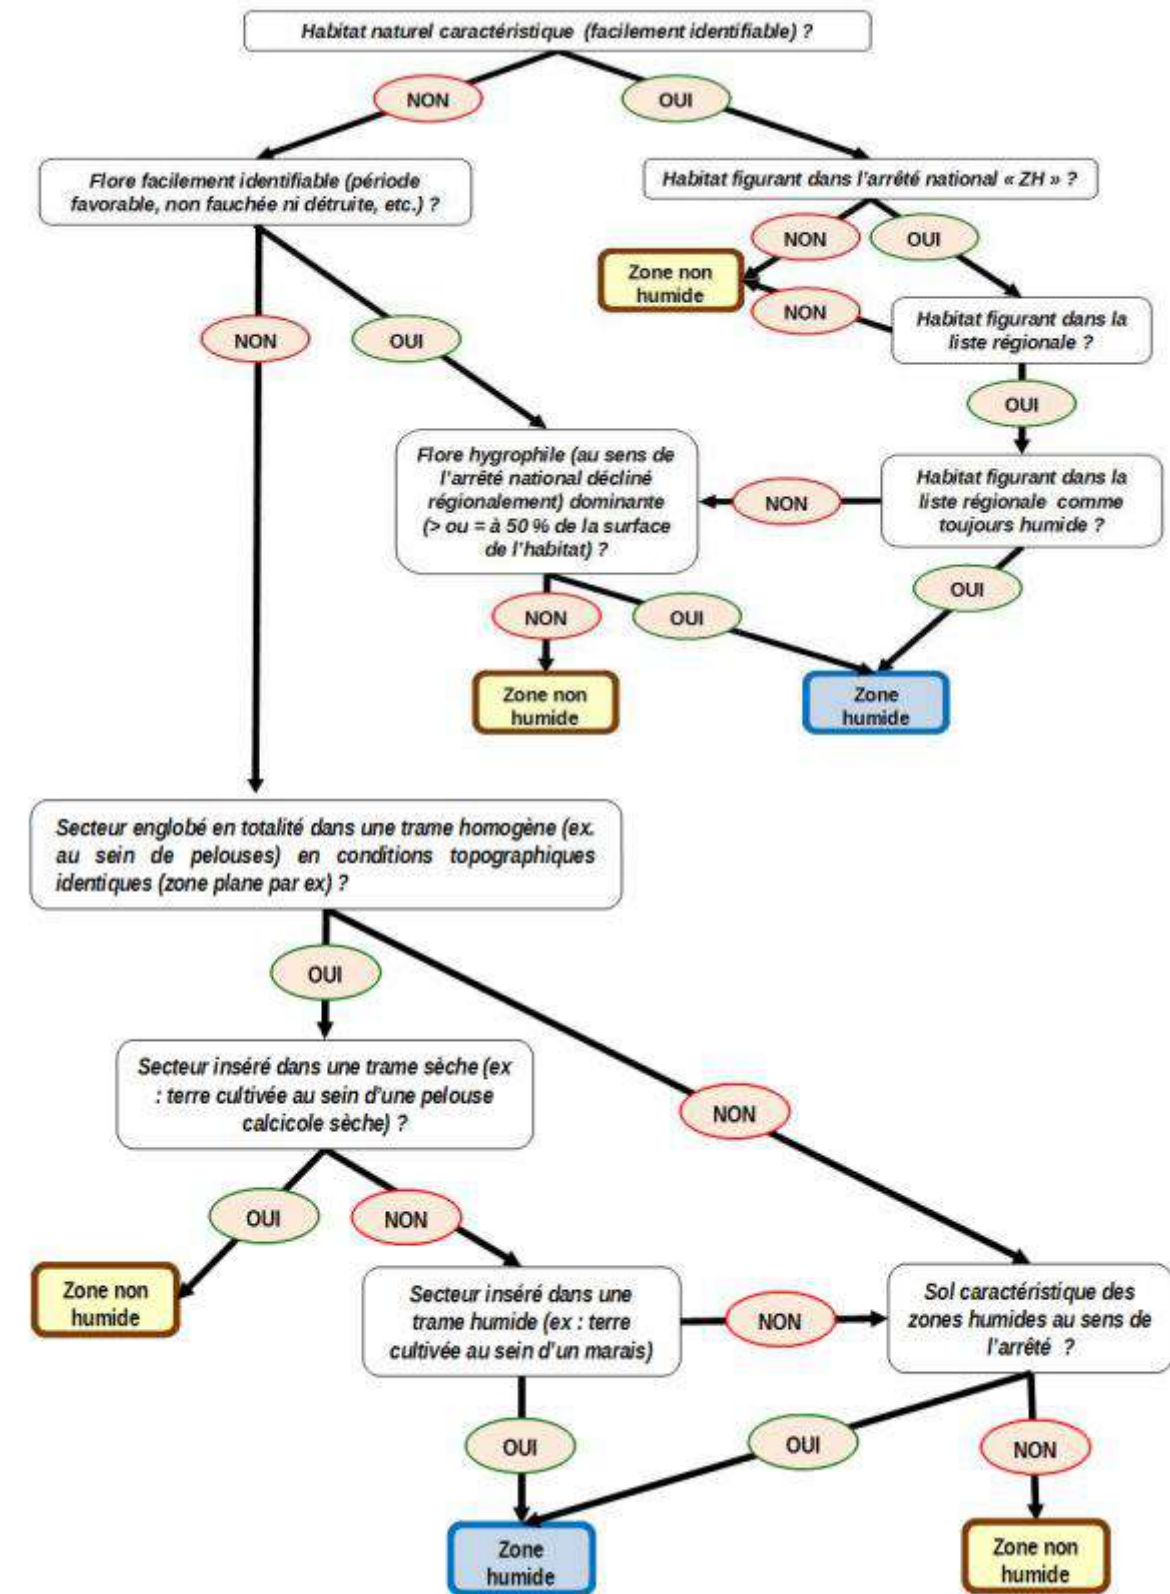 Habitat naturel caractéristique (facilement identifiable) ?
NON
OUI
Flore facilement identifiable (période
favorable, non fauchée ni détruite, etc.) ?
Habitat figurant dans l'arrêté national « ZH » ?
NON
OUI
Zone non
humide
NON
Habitat figurant dans la
liste régionale ?
NON
OUI
OUI
Flore hygrophile (au sens de
l'arrêté national décliné
régionalement) dominante
(> ou = à 50 % de la surface
de l'habitat) ?
NON
Habitat figurant dans la
liste régionale comme
toujours humide ?
OUI
NON
OUI
Zone non
humide
Zone
humide
Secteur englobé en totalité dans une trame homogène (ex.
au sein de pelouses) en conditions topographiques
identiques (zone plane par ex) ?
OUI
Secteur inséré dans une trame sèche (ex
: terre cultivée au sein d'une pelouse
calcicole sèche) ?
NON
OUI
NON
Zone non
humide
Secteur inséré dans une
trame humide (ex : terre
cultivée au sein d'un marais)
NON
Sol caractéristique des
zones humides au sens de
l'arrêté ?
OUI
OUI
NON
Zone
humide
Zone non
humide